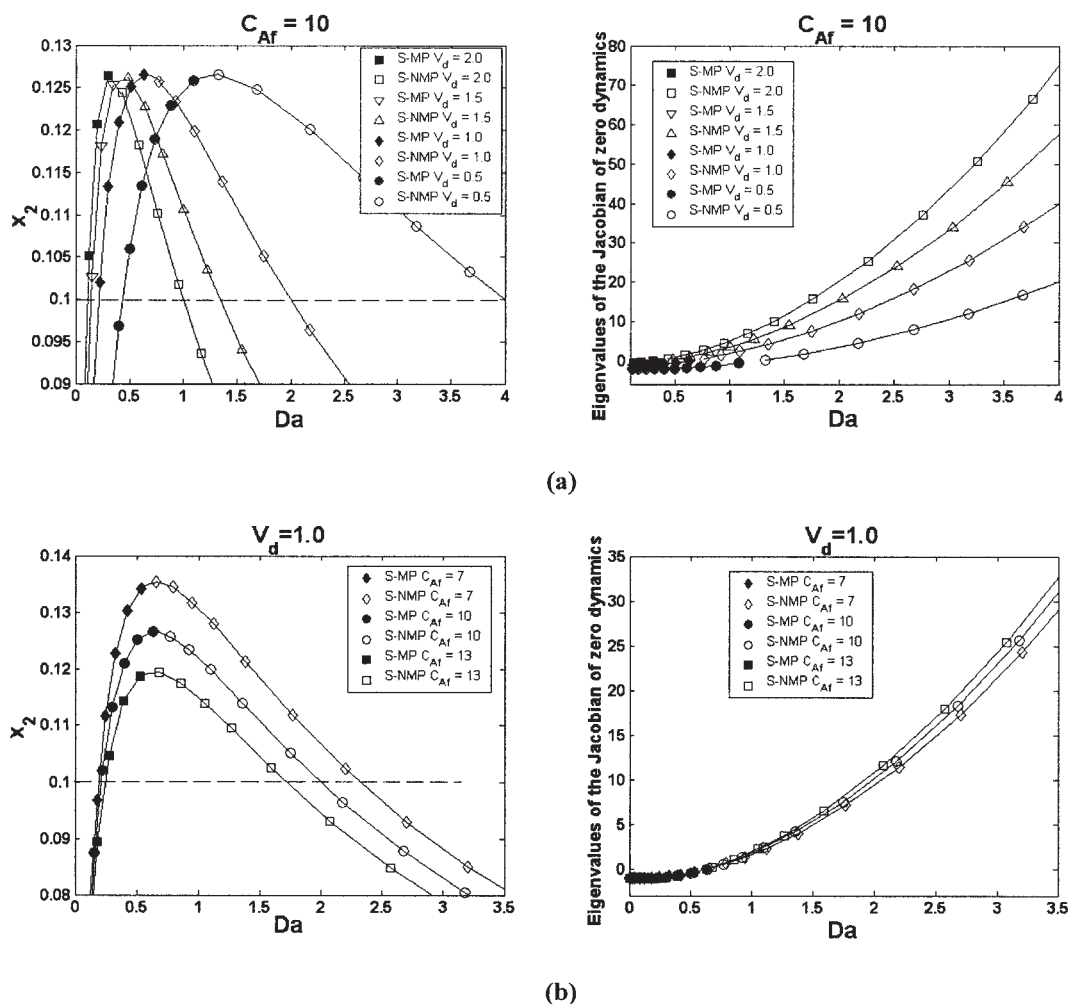 C_Af = 10
0.13
0.125
0.12
0.115
0.11
0.105
0.1
0.095
0.09
0 0.5 1 1.5 2 2.5 3 3.5 4
x_2
Da
S-MP V_d = 2.0
S-NMP V_d = 2.0
S-MP V_d = 1.5
S-NMP V_d = 1.5
S-MP V_d = 1.0
S-NMP V_d = 1.0
S-MP V_d = 0.5
S-NMP V_d = 0.5
C_Af = 10
80
70
60
50
40
30
20
10
0
0.5 1 1.5 2 2.5 3 3.5 4
Eigenvalues of the Jacobian of zero dynamics
Da
S-MP V_d = 2.0
S-NMP V_d = 2.0
S-MP V_d = 1.5
S-NMP V_d = 1.5
S-MP V_d = 1.0
S-NMP V_d = 1.0
S-MP V_d = 0.5
S-NMP V_d = 0.5
(a)
V_d=1.0
0.14
0.13
0.12
0.11
0.1
0.09
0.08
0 0.5 1 1.5 2 2.5 3 3.5
x_2
Da
S-MP C_Af = 7
S-NMP C_Af = 7
S-MP C_Af = 10
S-NMP C_Af = 10
S-MP C_Af = 13
S-NMP C_Af = 13
V_d=1.0
35
30
25
20
15
10
5
0
0 0.5 1 1.5 2 2.5 3 3.5
Eigenvalues of the Jacobian of zero dynamics
Da
S-MP C_Af = 7
S-NMP C_Af = 7
S-MP C_Af = 10
S-NMP C_Af = 10
S-MP C_Af = 13
S-NMP C_Af = 13
(b)